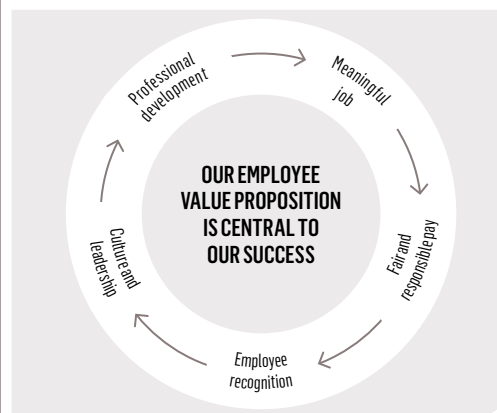 Professional
development
Meaningful
job
Fair and
responsible pay
Employee
recognition
Culture and
leadership
OUR EMPLOYEE
VALUE PROPOSITION
IS CENTRAL TO
OUR SUCCESS